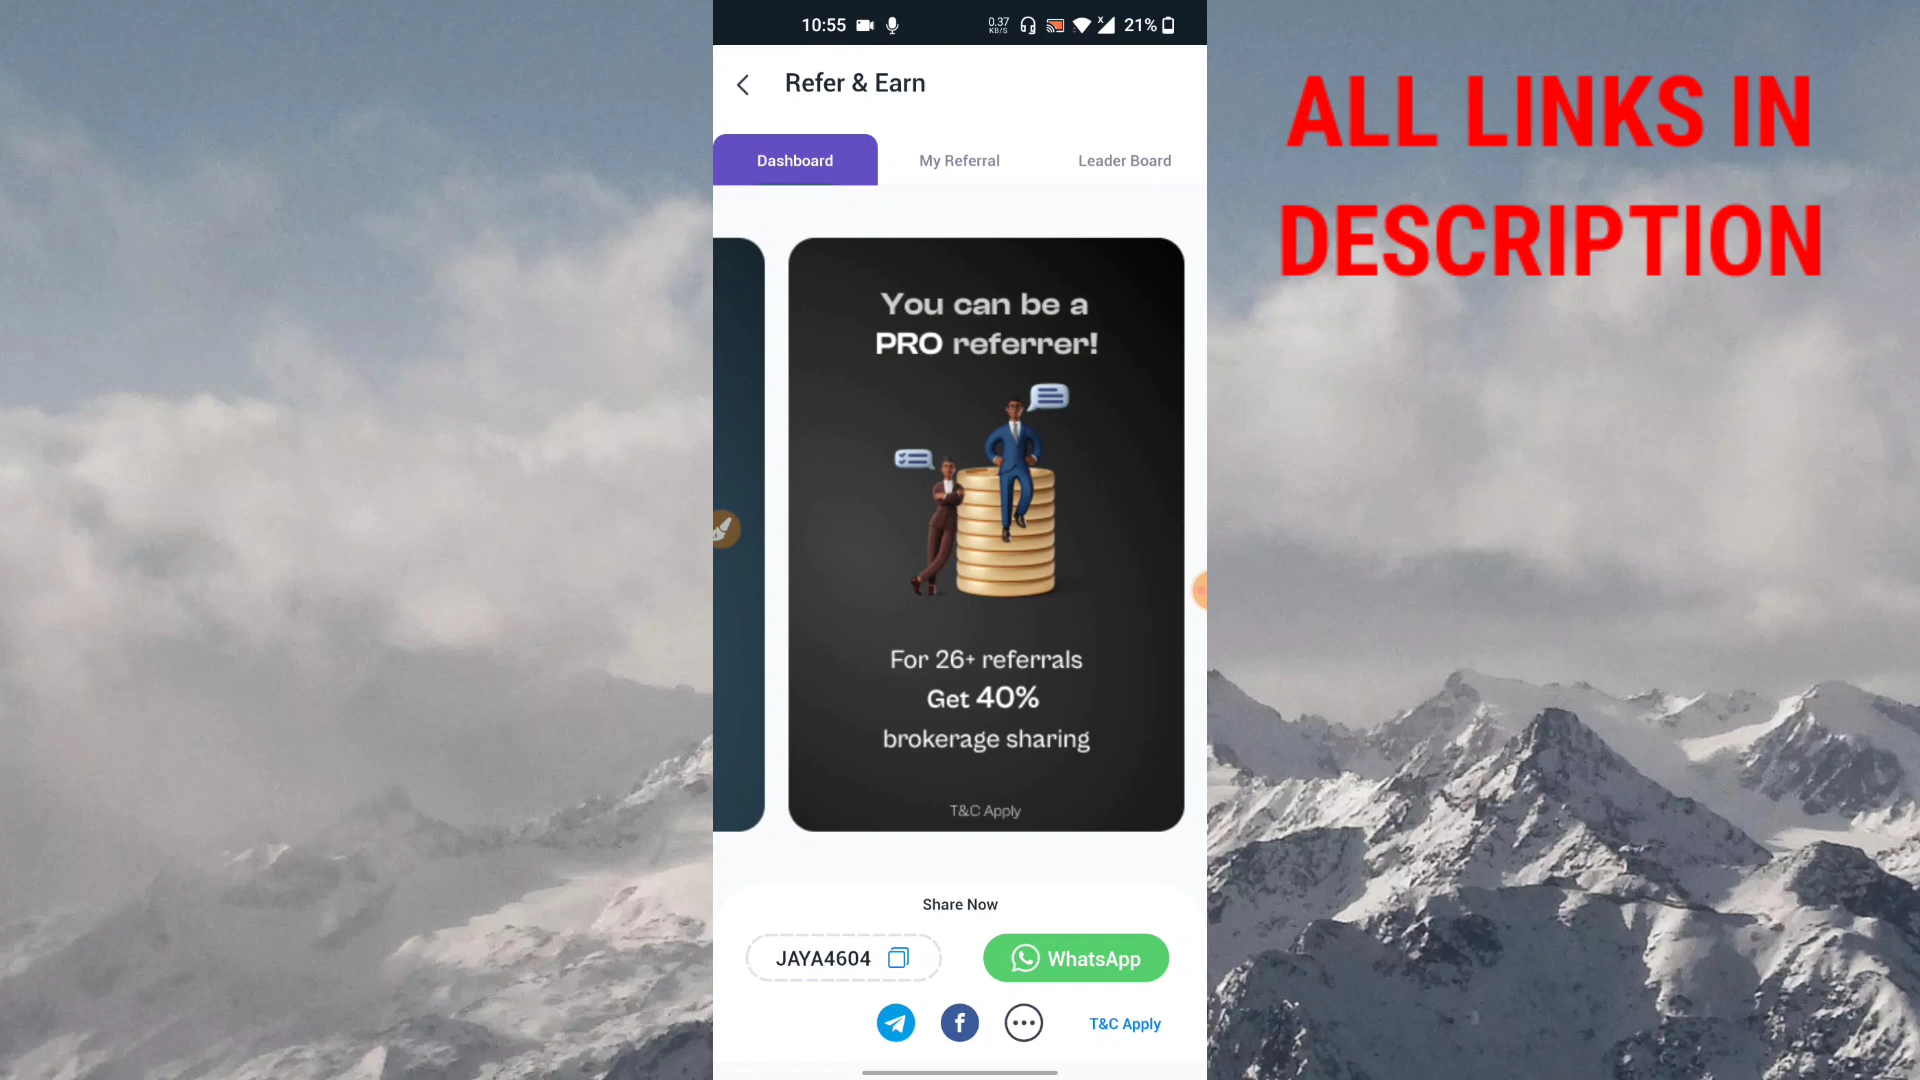 10:55
0.37
KB/S
X
21%
Refer & Earn
Dashboard
My Referral
Leader Board
You can be a
PRO referrer!
For 26+ referrals
Get 40%
brokerage sharing
T&C Apply
Share Now
JAYA4604
WhatsApp
T&C Apply
ALL LINKS IN
DESCRIPTION